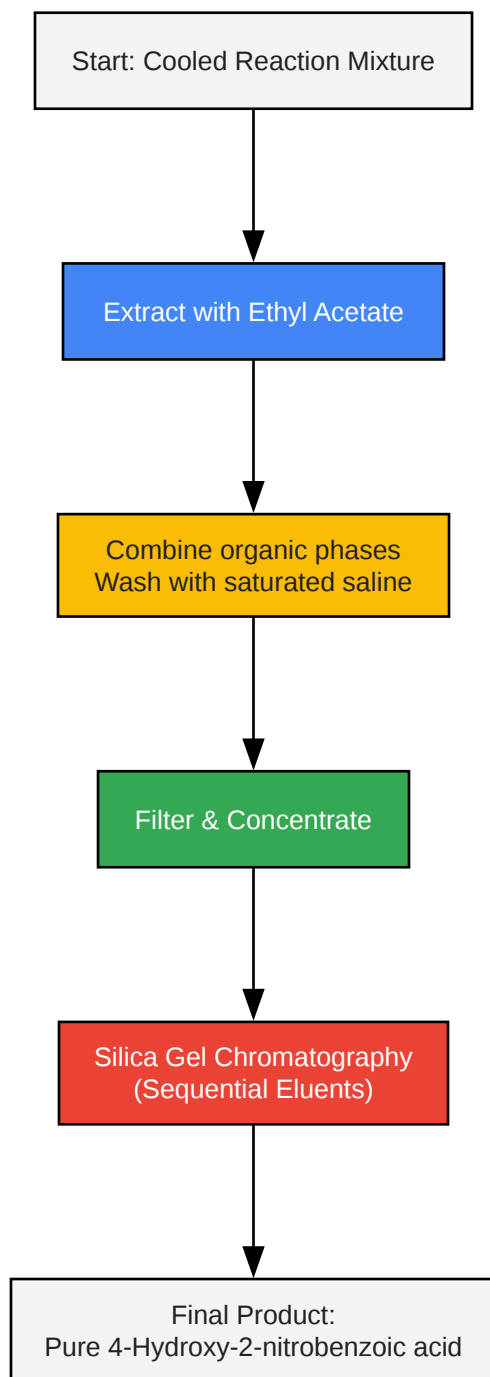 Start: Cooled Reaction Mixture
Extract with Ethyl Acetate
Combine organic phases
Wash with saturated saline
Filter & Concentrate
Silica Gel Chromatography
(Sequential Eluents)
Final Product:
Pure 4-Hydroxy-2-nitrobenzoic acid